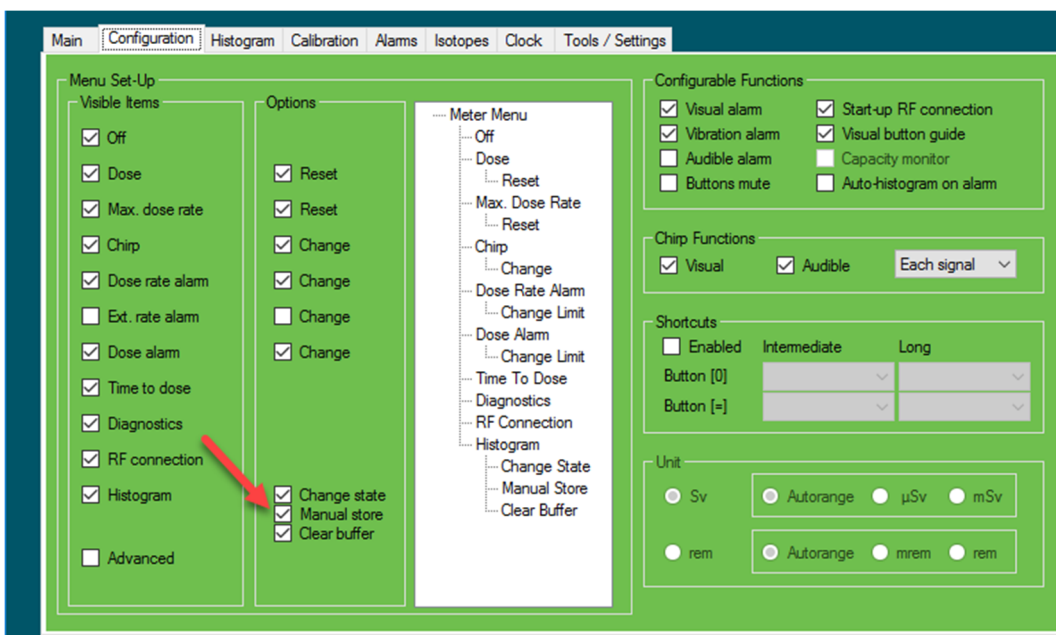 Main Configuration Histogram Calibration Alarms Isotopes Clock Tools / Settings
Menu Set-Up
Visible Items
Off
Dose
Max. dose rate
Chirp
Dose rate alarm
Ext. rate alarm
Dose alarm
Time to dose
Diagnostics
RF connection
Histogram
Advanced
Options
Reset
Reset
Change
Change
Change
Change
Change state
Manual store
Clear buffer
Meter Menu
Off
Dose
Reset
Max. Dose Rate
Reset
Chirp
Change
Dose Rate Alarm
Change Limit
Dose Alarm
Change Limit
Time To Dose
Diagnostics
RF Connection
Histogram
Change State
Manual Store
Clear Buffer
Configurable Functions
Visual alarm Start-up RF connection
Vibration alarm Visual button guide
Audible alarm Capacity monitor
Buttons mute Auto-histogram on alarm
Chirp Functions
Visual Audible Each signal
Shortcuts
Enabled Intermediate Long
Button [0]
Button [=]
Unit
Sv Autorange µSv mSv
rem Autorange mrem rem